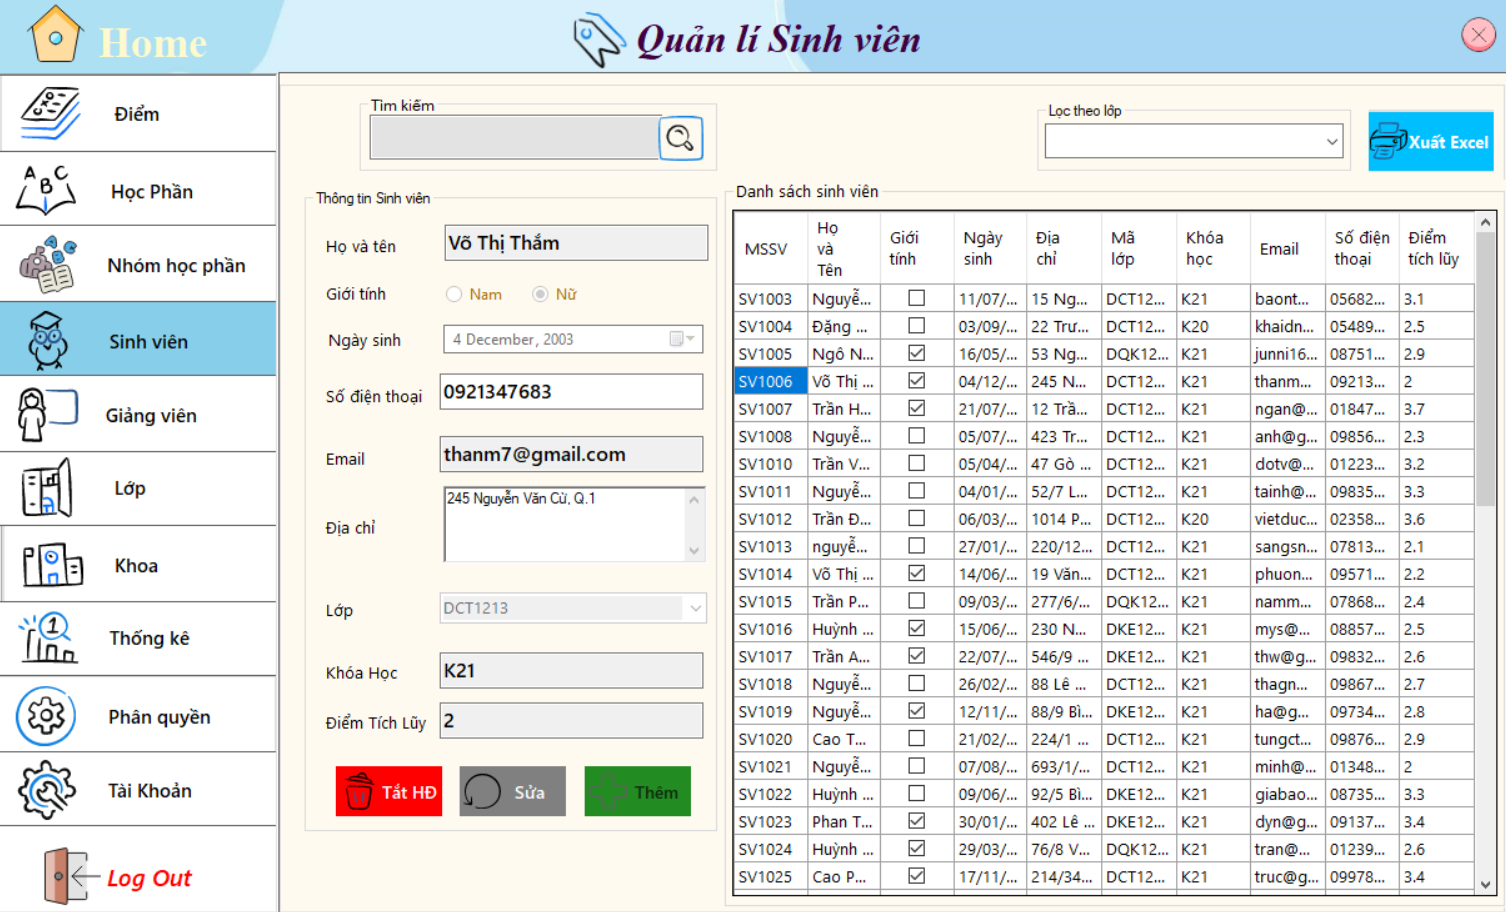 Home
Quản lí Sinh viên
Điểm
Học Phần
Nhóm học phần
Sinh viên
Giảng viên
Lớp
Khoa
Thống kê
Phân quyền
Tài Khoản
Log Out
Tìm kiếm
Lọc theo lớp
Xuất Excel
Thông tin Sinh viên
Họ và tên Võ Thị Thắm
Giới tính Nam Nữ
Ngày sinh 4 December, 2003
Số điện thoại 0921347683
Email thanm7@gmail.com
Địa chỉ 245 Nguyễn Văn Cừ, Q.1
Lớp DCT1213
Khóa Học K21
Điểm Tích Lũy 2
Tắt HĐ Sửa Thêm
Danh sách sinh viên
MSSV Họ và Tên Giới tính Ngày sinh Địa chỉ Mã lớp Khóa học Email Số điện thoại Điểm tích lũy
SV1003 Nguyễ... 11/07/... 15 Ng... DCT12... K21 baont... 05682... 3.1
SV1004 Đặng ... 03/09/... 22 Trư... DCT12... K20 khaidn... 05489... 2.5
SV1005 Ngô N... 16/05/... 53 Ng... DQK12... K21 junni16... 08751... 2.9
SV1006 Võ Thị ... 04/12/... 245 N... DCT12... K21 thanm... 09213... 2
SV1007 Trần H... 21/07/... 12 Trầ... DCT12... K21 ngan@... 01847... 3.7
SV1008 Nguyễ... 05/07/... 423 Tr... DCT12... K21 anh@g... 09856... 2.3
SV1010 Trần V... 05/04/... 47 Gò ... DCT12... K21 dotv@... 01223... 3.2
SV1011 Nguyễ... 04/01/... 52/7 L... DCT12... K21 tainh@... 09835... 3.3
SV1012 Trần Đ... 06/03/... 1014 P... DCT12... K20 vietduc... 02358... 3.6
SV1013 nguyễ... 27/01/... 220/12... DCT12... K21 sangsn... 07813... 2.1
SV1014 Võ Thị ... 14/06/... 19 Văn... DCT12... K21 phuon... 09571... 2.2
SV1015 Trần P... 09/03/... 277/6/... DQK12... K21 namm... 07868... 2.4
SV1016 Huỳnh ... 15/06/... 230 N... DKE12... K21 mys@... 08857... 2.5
SV1017 Trần A... 22/07/... 546/9 ... DKE12... K21 thw@g... 09832... 2.6
SV1018 Nguyễ... 26/02/... 88 Lê ... DCT12... K21 thagn... 09867... 2.7
SV1019 Nguyễ... 12/11/... 88/9 Bì... DKE12... K21 ha@g... 09734... 2.8
SV1020 Cao T... 21/02/... 224/1 ... DCT12... K21 tungct... 09876... 2.9
SV1021 Nguyễ... 07/08/... 693/1/... DCT12... K21 minh@... 01348... 2
SV1022 Huỳnh ... 09/06/... 92/5 Bì... DKE12... K21 giabao... 08735... 3.3
SV1023 Phan T... 30/01/... 402 Lê ... DKE12... K21 dyn@g... 09137... 3.4
SV1024 Huỳnh ... 29/03/... 76/8 V... DQK12... K21 tran@... 01239... 2.6
SV1025 Cao P... 17/11/... 214/34... DCT12... K21 truc@g... 09978... 3.4